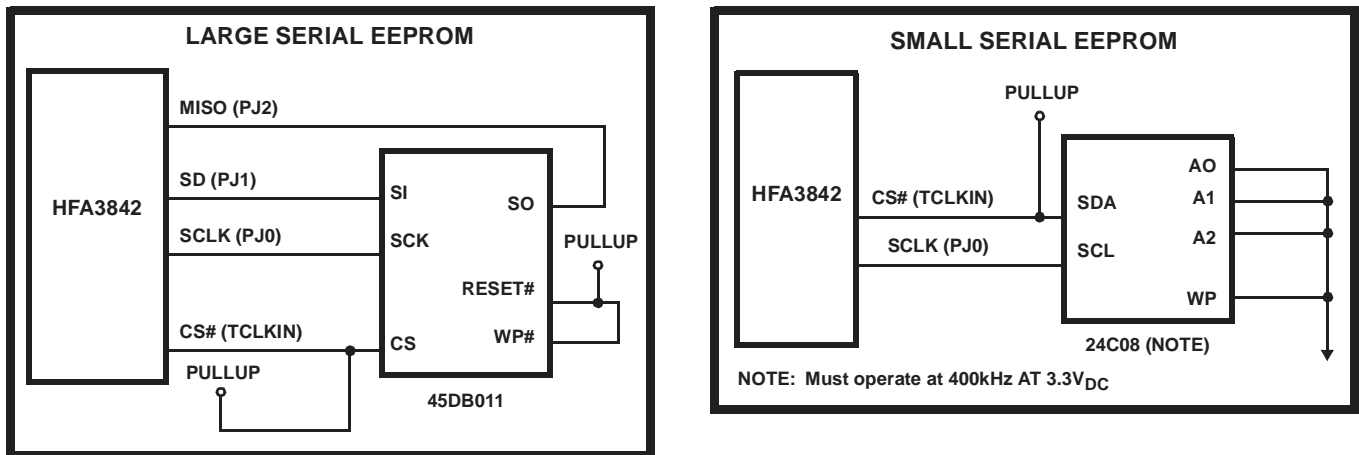 LARGE SERIAL EEPROM
HFA3842
MISO (PJ2)
SD (PJ1)
SCLK (PJ0)
CS# (TCLKIN)
PULLUP
SI
SCK
CS
SO
RESET#
WP#
PULLUP
45DB011
SMALL SERIAL EEPROM
HFA3842
PULLUP
CS# (TCLKIN)
SCLK (PJ0)
SDA
SCL
AO
A1
A2
WP
24C08 (NOTE)
NOTE: Must operate at 400kHz AT 3.3VDC